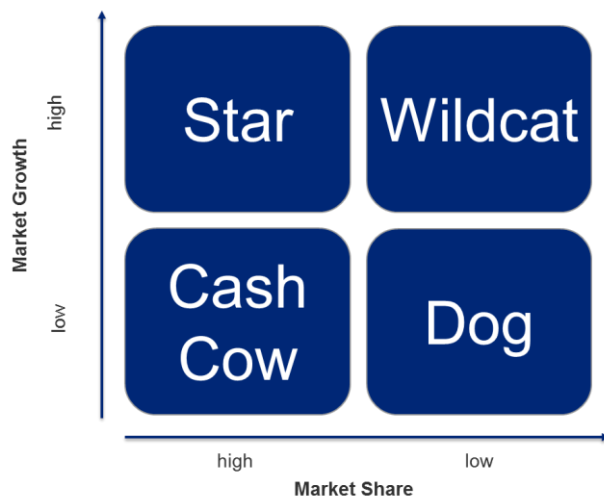 Market Growth
high
low
Star
Wildcat
Cash
Cow
Dog
high
low
Market Share